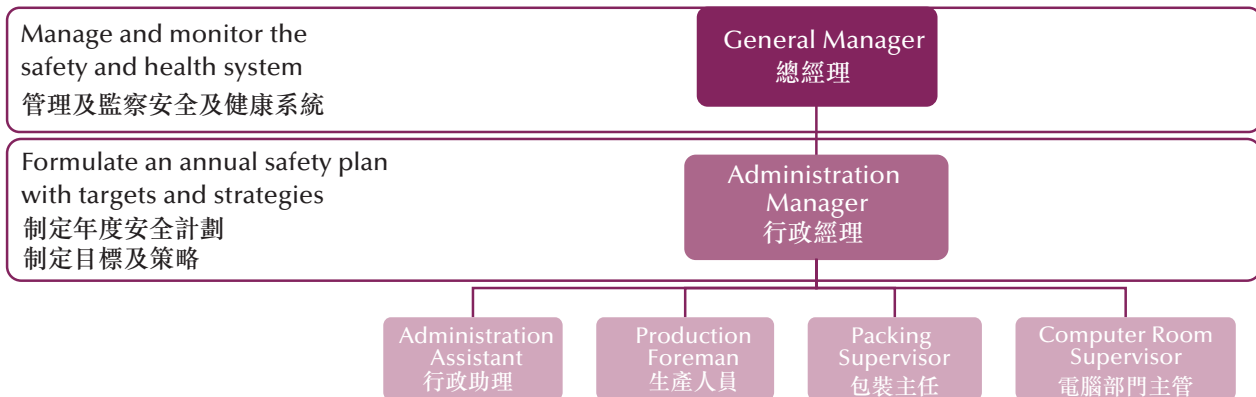 Manage and monitor the
safety and health system
管理及監察安全及健康系統
General Manager
總經理
Formulate an annual safety plan
with targets and strategies
制定年度安全計劃
制定目標及策略
Administration
Manager
行政經理
Administration
Assistant
行政助理
Production
Foreman
生產人員
Packing
Supervisor
包裝主任
Computer Room
Supervisor
電腦部門主管